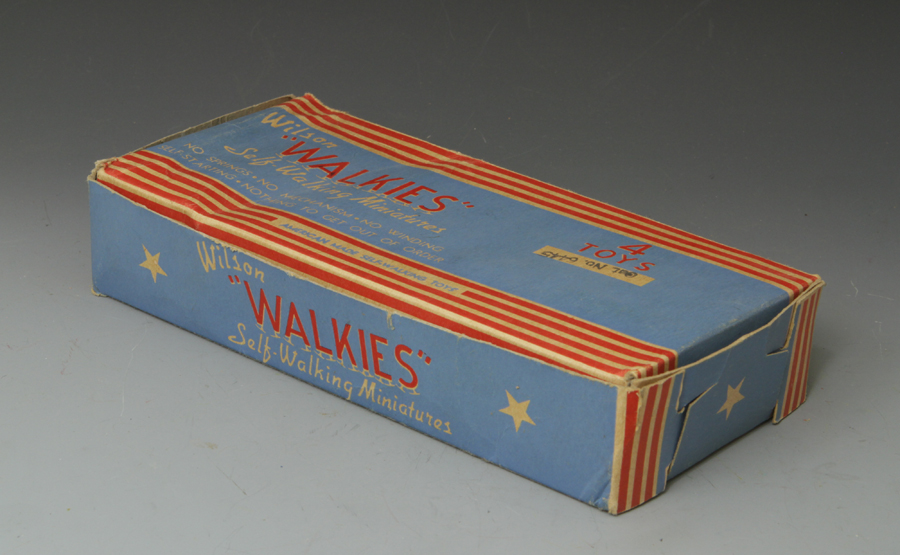 Wilson
"WALKIES"
Self Walking Miniatures
NO SPRINGS • NO MECHANISM • NO WINDING
SELF-STARTING • NOTHING TO GET OUT OF ORDER
AMERICAN MADE SELF-WALKING TOYS
4
TOYS
NO.
Wilson
"WALKIES"
Self-Walking Miniatures